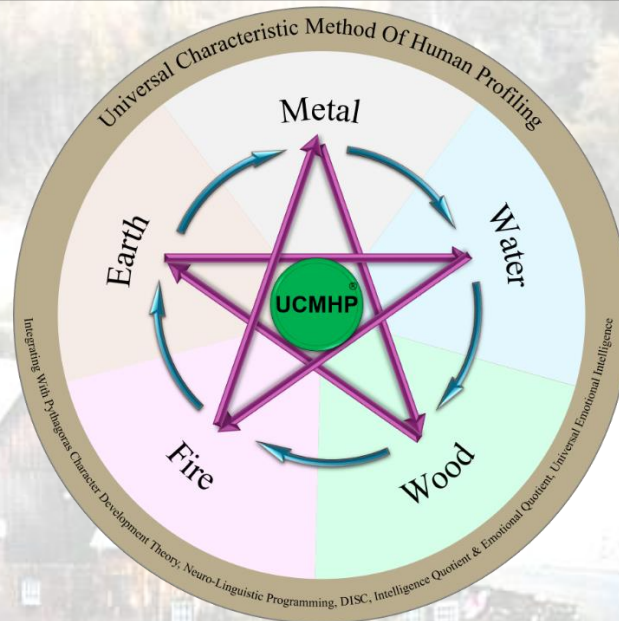 Universal Characteristic Method Of Human Profiling
Metal
Earth
Water
UCMHP®
Fire
Wood
Integrating With Pythagoras Character Development Theory, Neuro-Linguistic Programming, DISC, Intelligence Quotient & Emotional Quotient, Universal Emotional Intelligence